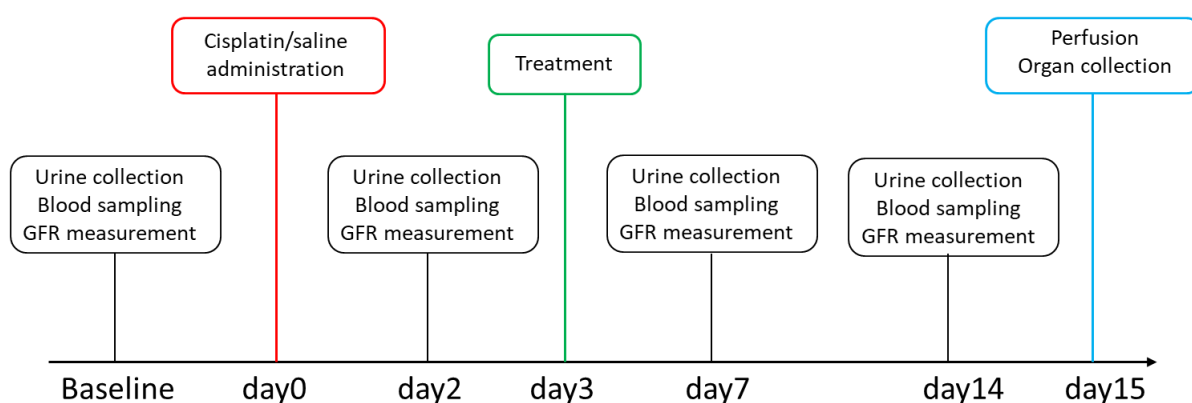 Cisplatin/saline
administration
Treatment
Perfusion
Organ collection
Urine collection
Blood sampling
GFR measurement
Urine collection
Blood sampling
GFR measurement
Urine collection
Blood sampling
GFR measurement
Urine collection
Blood sampling
GFR measurement
Baseline
day0
day2
day3
day7
day14
day15